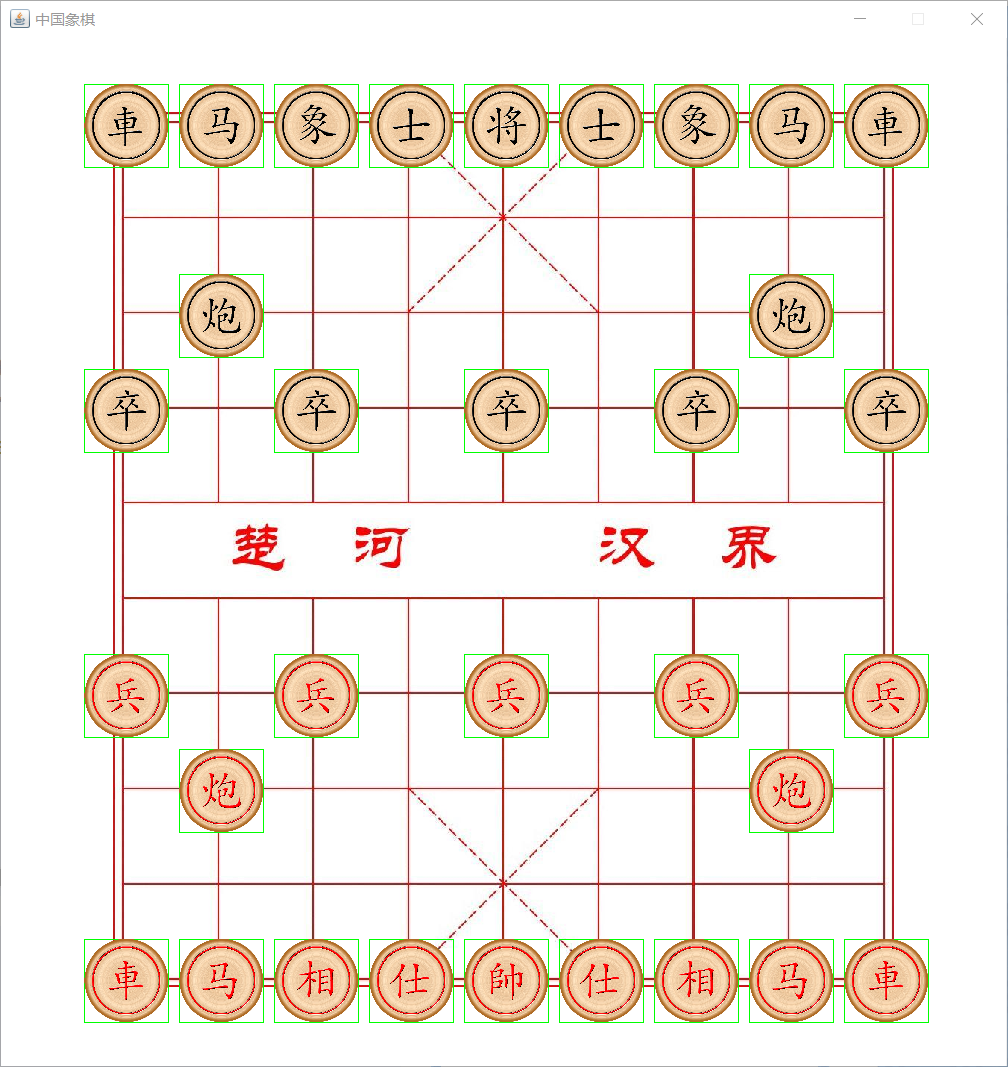 中国象棋
車 马 象 士 将 士 象 马 車
炮 炮
卒 卒 卒 卒 卒
楚 河 汉 界
兵 兵 兵 兵 兵
炮 炮
車 马 相 仕 帥 仕 相 马 車